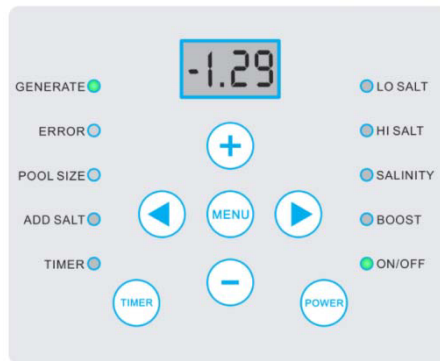 -1.29
GENERATE
ERROR
POOL SIZE
ADD SALT
TIMER
+
MENU
-
TIMER
POWER
LO SALT
HI SALT
SALINITY
BOOST
ON/OFF